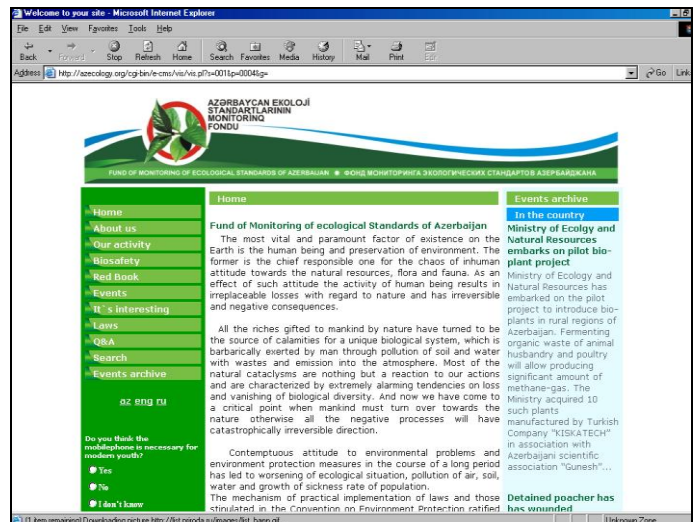 Welcome to your site - Microsoft Internet Explorer
File Edit View Favorites Tools Help
Back Forward Stop Refresh Home Search Favorites Media History Mail Print Edit
Address http://azecology.org/cgi-bin/e-cms/vis/vis.pl?s=001&p=0004&g= Go Links
AZƏRBAYCAN EKOLOJİ
STANDARTLARININ
MONITORINQ
FONDU
FUND OF MONITORING OF ECOLOGICAL STANDARDS OF AZERBAIJAN ФОНД МОНИТОРИНГА ЭКОЛОГИЧЕСКИХ СТАНДАРТОВ АЗЕРБАЙДЖАНА
Home
About us
Our activity
Biosafety
Red Book
Events
It`s interesting
Laws
Q&A
Search
Events archive
az eng ru
Do you think the
mobilephone is necessary for
modern youth?
Yes
No
I don't know
Home
Fund of Monitoring of ecological Standards of Azerbaijan
The most vital and paramount factor of existence on the
Earth is the human being and preservation of environment. The
former is the chief responsible one for the chaos of inhuman
attitude towards the natural resources, flora and fauna. As an
effect of such attitude the activity of human being results in
irreplaceable losses with regard to nature and has irreversible
and negative consequences.
All the riches gifted to mankind by nature have turned to be
the source of calamities for a unique biological system, which is
barbarically exerted by man through pollution of soil and water
with wastes and emission into the atmosphere. Most of the
natural cataclysms are nothing but a reaction to our actions
and are characterized by extremely alarming tendencies on loss
and vanishing of biological diversity. And now we have come to
a critical point when mankind must turn over towards the
nature otherwise all the negative processes will have
catastrophically irreversible direction.
Contemptuous attitude to environmental problems and
environment protection measures in the course of a long period
has led to worsening of ecological situation, pollution of air, soil,
water and growth of sickness rate of population.
The mechanism of practical implementation of laws and those
stipulated in the Convention on Environment Protection ratified
Events archive
In the country
Ministry of Ecolgy and
Natural Resources
embarks on pilot bio-
plant project
Ministry of Ecology and
Natural Resources has
embarked on the pilot
project to introduce bio-
plants in rural regions of
Azerbaijan. Fermenting
organic waste of animal
husbandry and poultry
will allow producing
significant amount of
methane-gas. The
Ministry acquired 10
such plants
manufactured by Turkish
Company "KISKATECH"
in association with
Azerbaijani scientific
association "Gunesh"...
Detained poacher has
has wounded
(1 item remaining) Downloading picture http://list.priroda.ru/images/list_bann.gif Unknown Zone